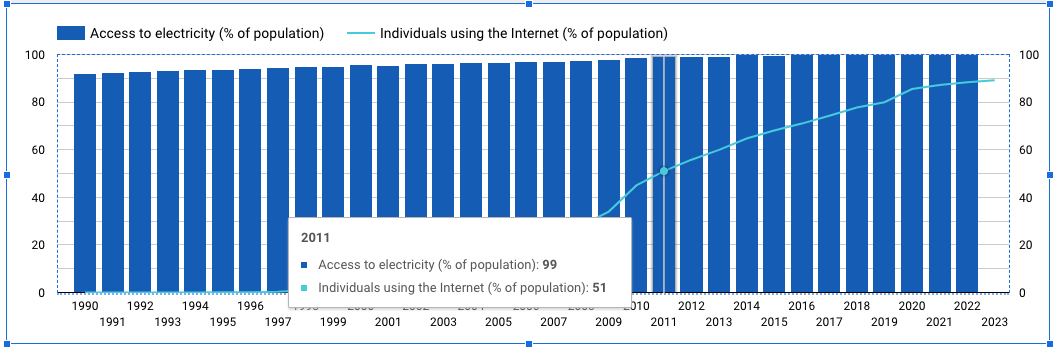 Access to electricity (% of population) Individuals using the Internet (% of population)
100 100
80 80
60 60
40 40
20 20
0 0
2011
Access to electricity (% of population): 99
Individuals using the Internet (% of population): 51
1990 1992 1994 1996 2010 2012 2014 2016 2018 2020 2022
1991 1993 1995 1997 1999 2001 2003 2005 2007 2009 2011 2013 2015 2017 2019 2021 2023